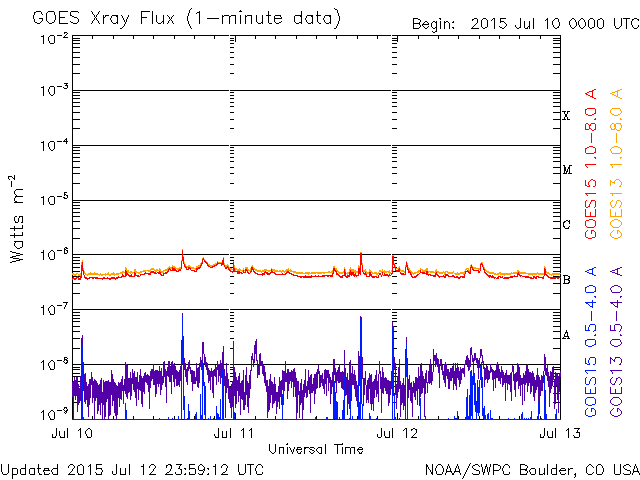 GOES Xray Flux (1-minute data)
Begin: 2015 Jul 10 0000 UTC
10-2
10-3
10-4
10-5
10-6
10-7
10-8
10-9
Watts m-2
X
M
C
B
A
GOES15 1.0-8.0 A
GOES13 1.0-8.0 A
GOES15 0.5-4.0 A
GOES13 0.5-4.0 A
Jul 10
Jul 11
Jul 12
Jul 13
Universal Time
Updated 2015 Jul 12 23:59:12 UTC
NOAA/SWPC Boulder, CO USA